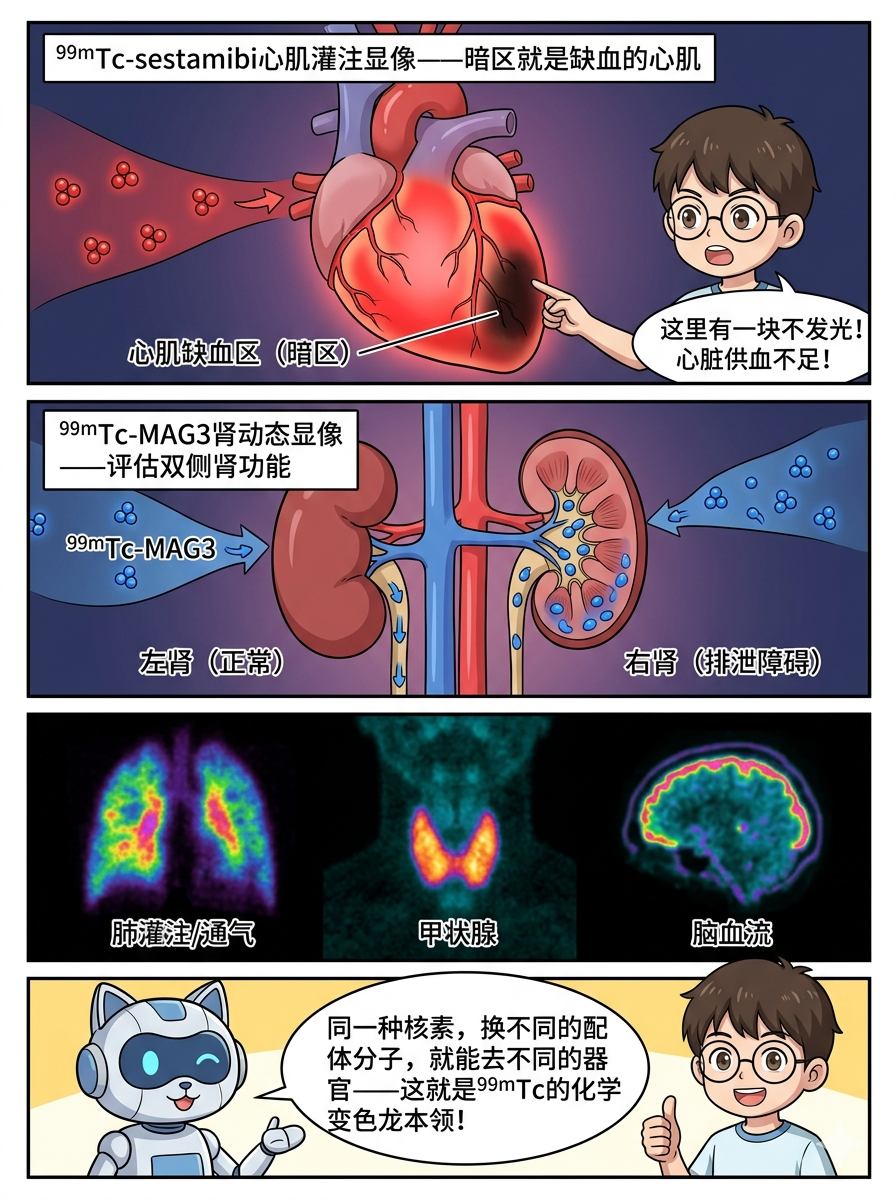 ⁹⁹ᵐTc-sestamibi心肌灌注显像——暗区就是缺血的心肌
心肌缺血区（暗区）
这里有一块不发光！
心脏供血不足！
⁹⁹ᵐTc-MAG3肾动态显像
——评估双侧肾功能
⁹⁹ᵐTc-MAG3
左肾（正常）
右肾（排泄障碍）
肺灌注/通气
甲状腺
脑血流
同一种核素，换不同的配
体分子，就能去不同的器
官——这就是⁹⁹ᵐTc的化学
变色龙本领！